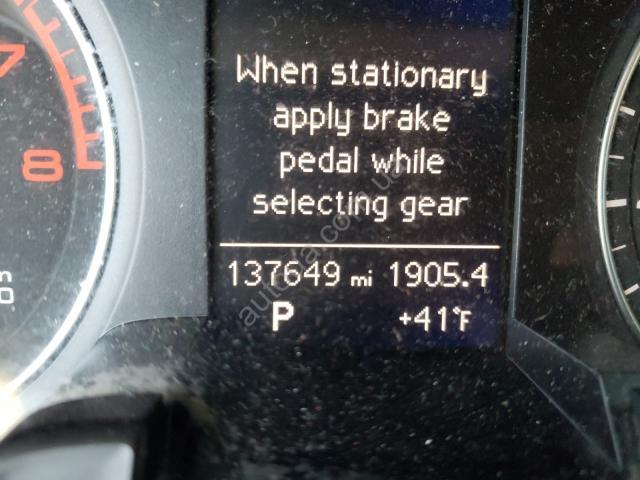 7
8
When stationary
apply brake
pedal while
selecting gear
137649 mi 1905.4
P +41°F